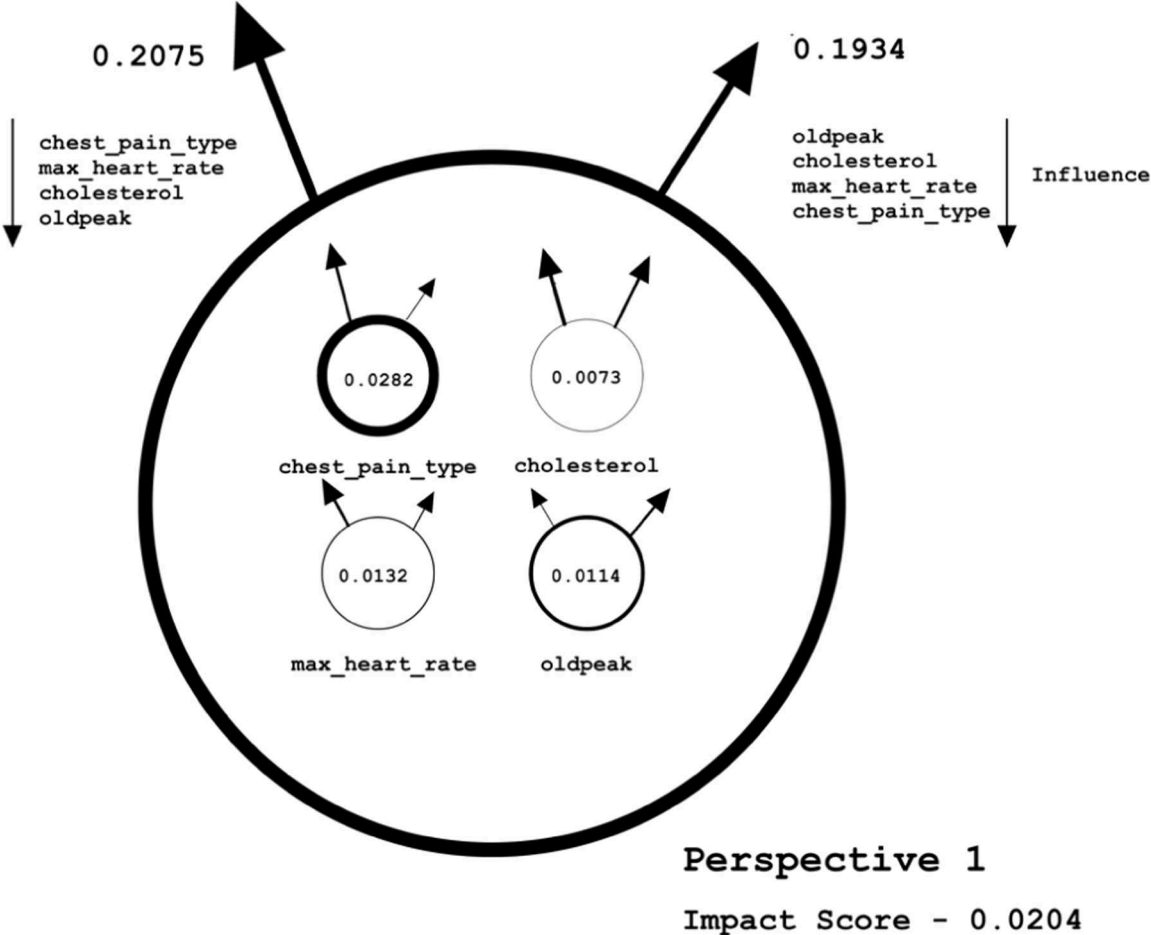 0.2075
0.1934
chest_pain_type
max_heart_rate
cholesterol
oldpeak
oldpeak
cholesterol
max_heart_rate
chest_pain_type
Influence
0.0282
0.0073
chest_pain_type
cholesterol
0.0132
0.0114
max_heart_rate
oldpeak
Perspective 1
Impact Score - 0.0204